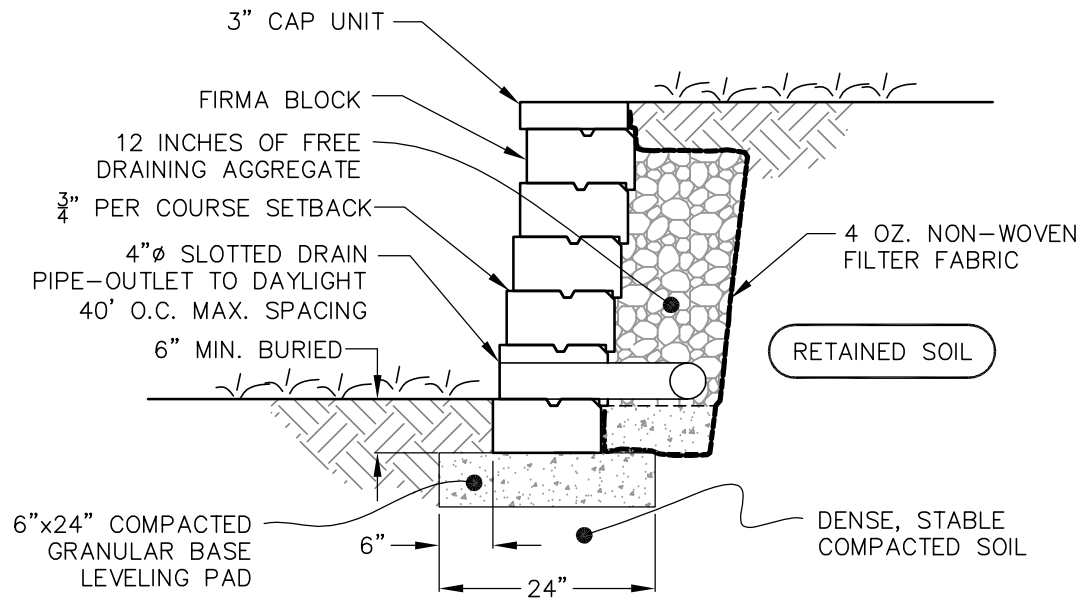 3” CAP UNIT
FIRMA BLOCK
12 INCHES OF FREE
DRAINING AGGREGATE
3/4” PER COURSE SETBACK
4”ø SLOTTED DRAIN
PIPE–OUTLET TO DAYLIGHT
40’ O.C. MAX. SPACING
6” MIN. BURIED
4 OZ. NON–WOVEN
FILTER FABRIC
RETAINED SOIL
6”x24” COMPACTED
GRANULAR BASE
LEVELING PAD
6”
24”
DENSE, STABLE
COMPACTED SOIL